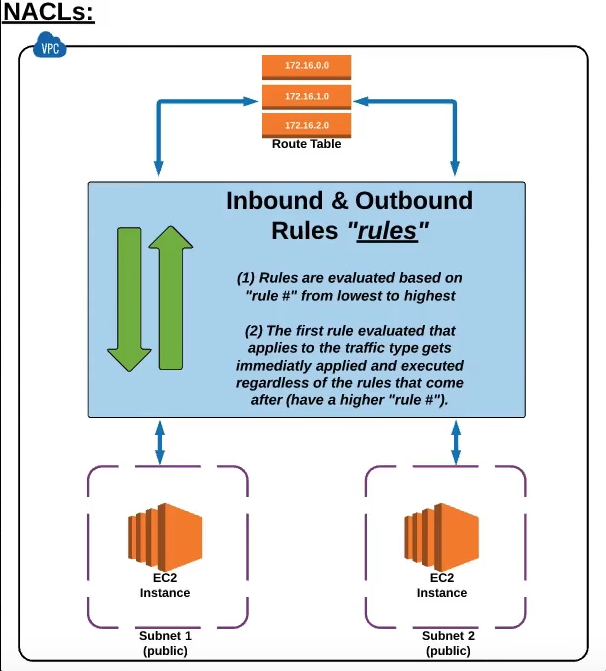 NACLs:
VPC
172.16.0.0
172.16.1.0
172.16.2.0
Route Table
Inbound & Outbound
Rules "rules"
(1) Rules are evaluated based on
"rule #" from lowest to highest
(2) The first rule evaluated that
applies to the traffic type gets
immediatly applied and executed
regardless of the rules that come
after (have a higher "rule #").
EC2
Instance
Subnet 1
(public)
EC2
Instance
Subnet 2
(public)